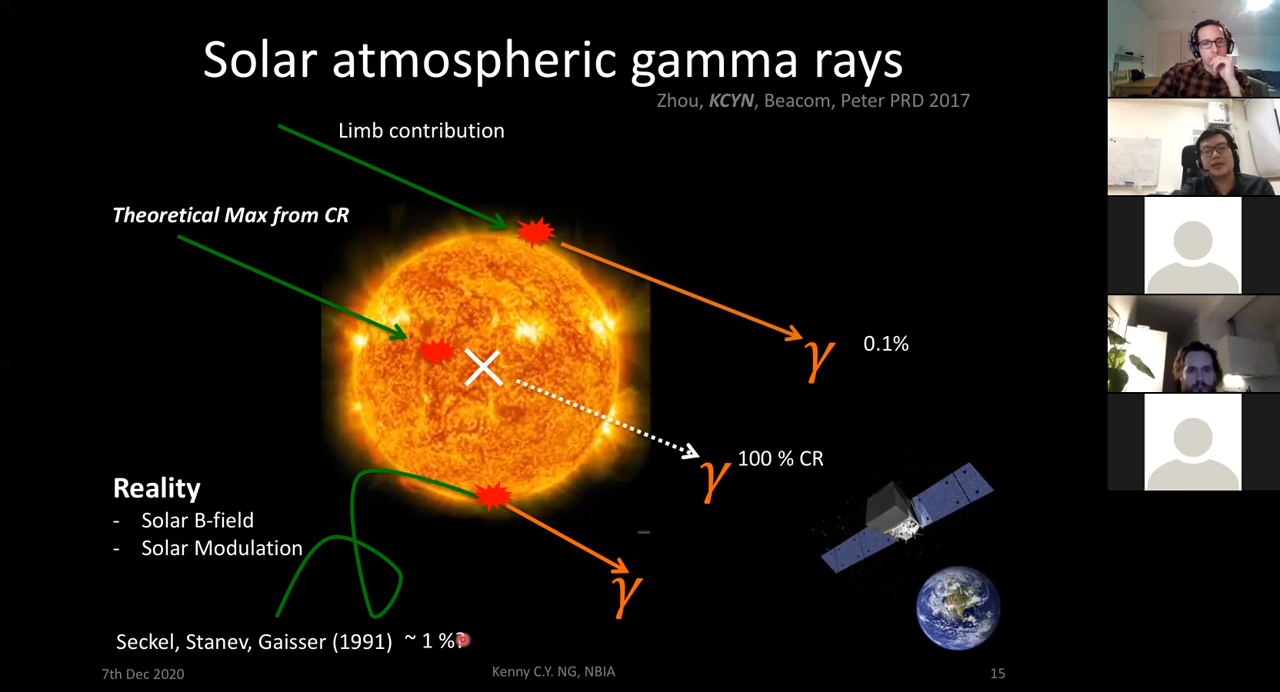 Solar atmospheric gamma rays
Zhou, KCYN, Beacom, Peter PRD 2017
Limb contribution
Theoretical Max from CR
γ 0.1%
γ 100 % CR
Reality
- Solar B-field
- Solar Modulation
γ
Seckel, Stanev, Gaisser (1991) ~ 1 %?
7th Dec 2020
Kenny C.Y. NG, NBIA
15